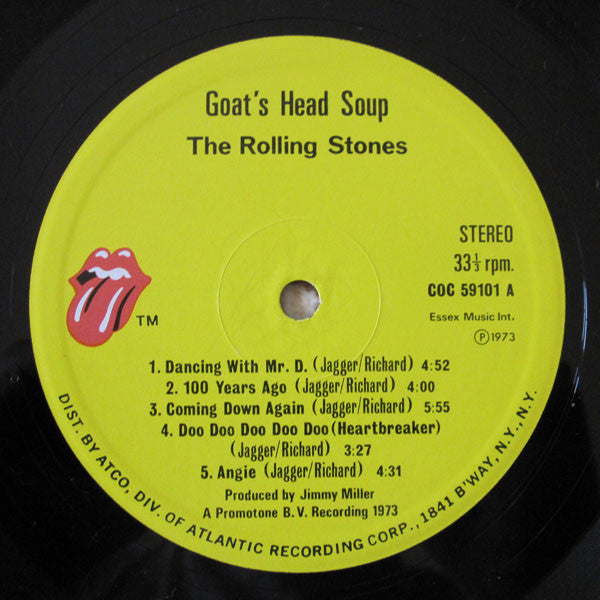 Goat's Head Soup
The Rolling Stones
STEREO
33⅓ rpm.
COC 59101 A
Essex Music Int.
Ⓟ1973
TM
1. Dancing With Mr. D. (Jagger/Richard) 4:52
2. 100 Years Ago (Jagger/Richard) 4:00
3. Coming Down Again (Jagger/Richard) 5:55
4. Doo Doo Doo Doo Doo (Heartbreaker)
(Jagger/Richard) 3:27
5. Angie (Jagger/Richard) 4:31
Produced by Jimmy Miller
A Promotone B.V. Recording 1973
DIST. BY ATCO, DIV. OF ATLANTIC RECORDING CORP., 1841 B'WAY, N.Y., N.Y.